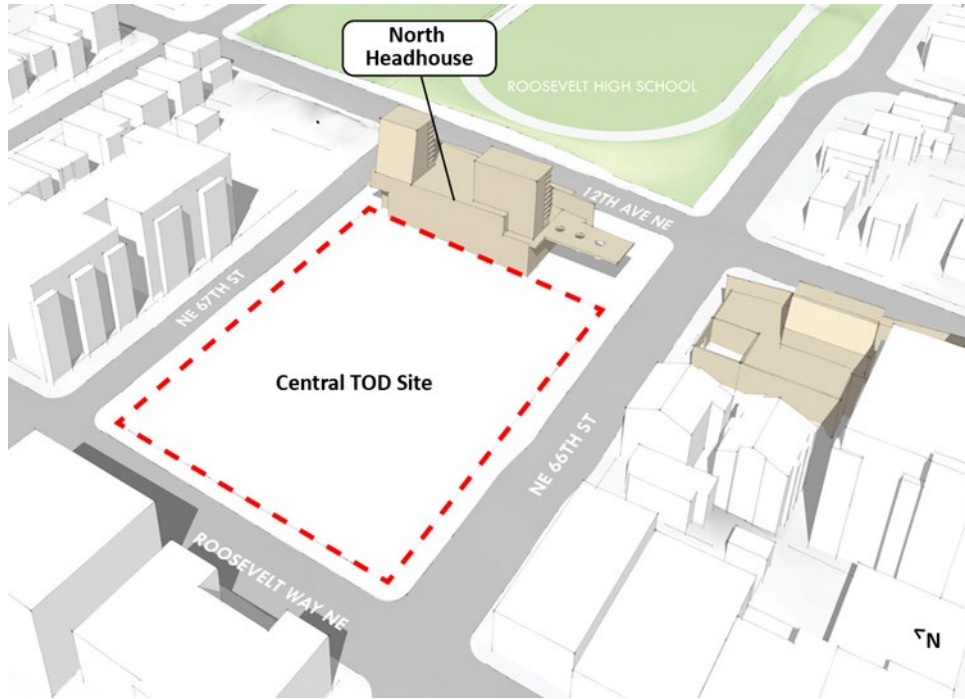 North
Headhouse
ROOSEVELT HIGH SCHOOL
12TH AVE NE
NE 67TH ST
Central TOD Site
NE 66TH ST
ROOSEVELT WAY NE
N